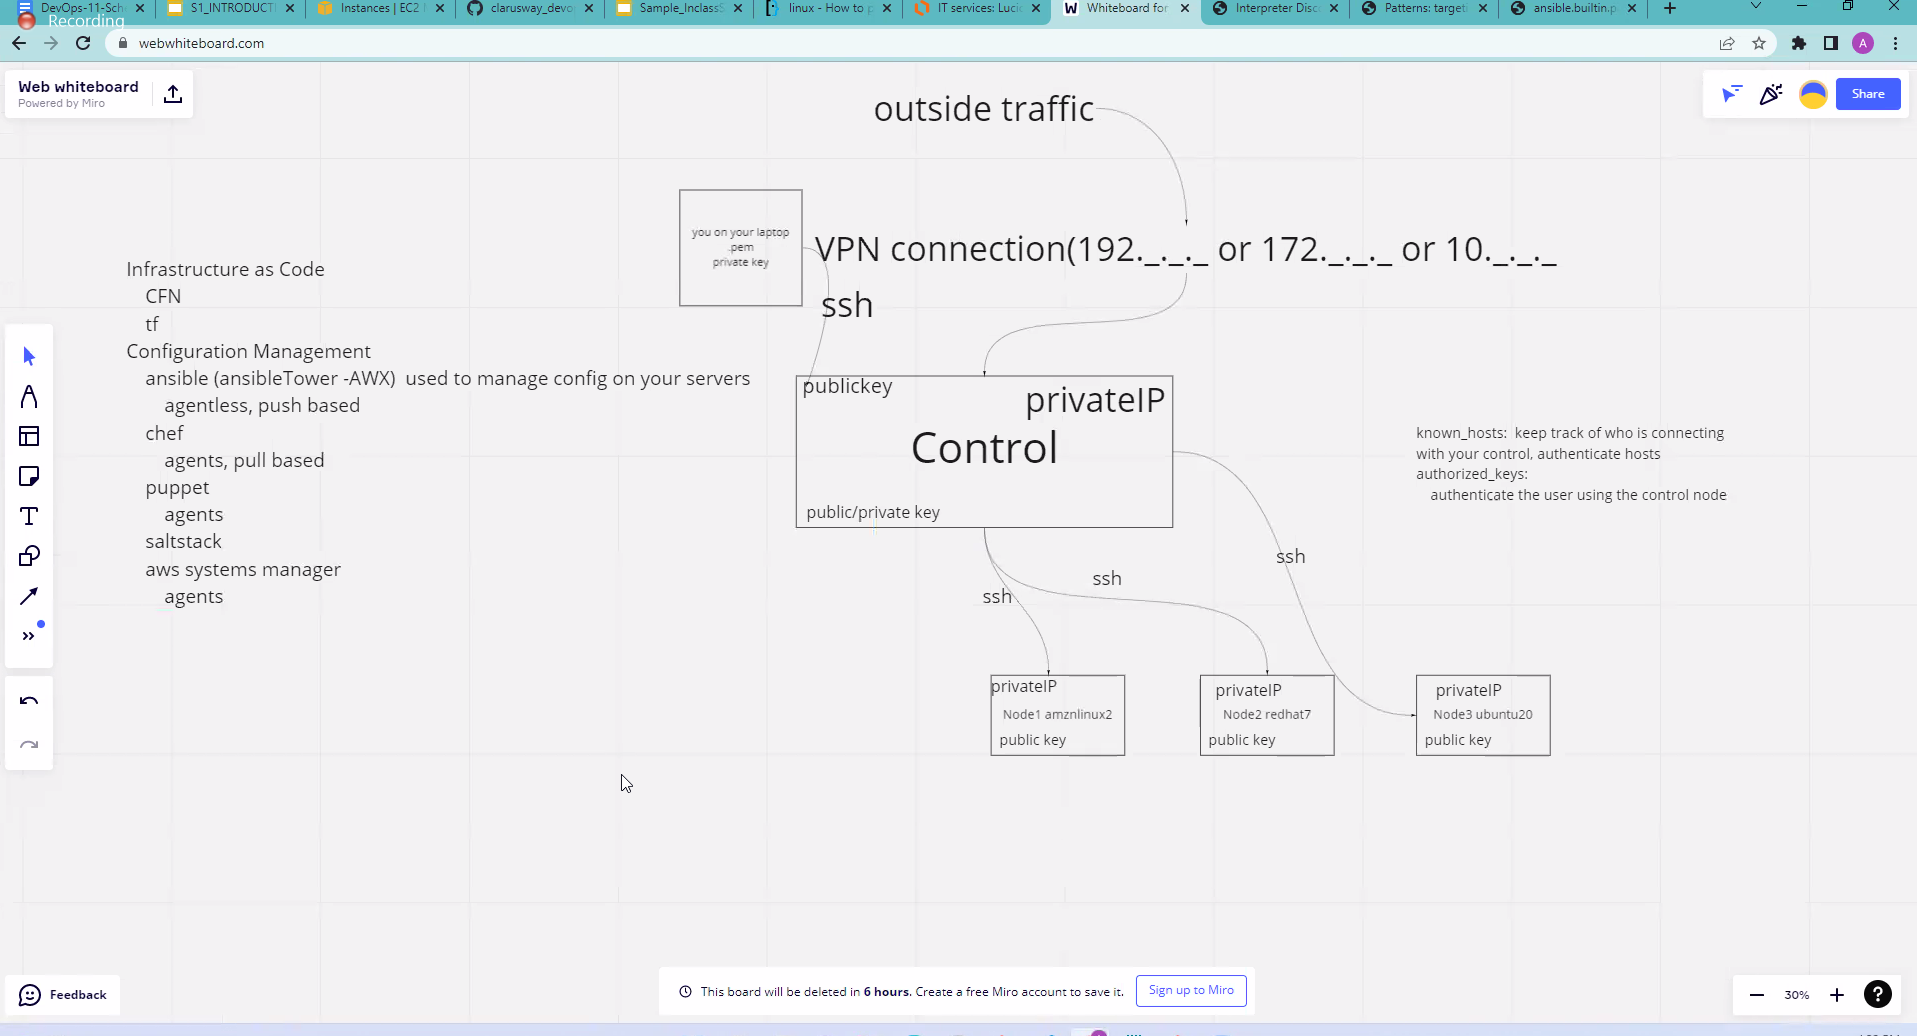 DevOps-11-Sch
S1_INTRODUCTI
Instances | EC2
clarusway_devo
Sample_InclassS
linux - How to p
IT services: Lucid
Whiteboard for
Interpreter Disc
Patterns: targeti
ansible.builtin.p
Recording
webwhiteboard.com
A
Web whiteboard
Powered by Miro
Share
outside traffic
you on your laptop
.pem
private key
VPN connection(192._._._ or 172._._._ or 10._._._
ssh
Infrastructure as Code
CFN
tf
Configuration Management
ansible (ansibleTower -AWX)  used to manage config on your servers
agentless, push based
chef
agents, pull based
puppet
agents
saltstack
aws systems manager
agents
publickey
privateIP
Control
public/private key
known_hosts:  keep track of who is connecting
with your control, authenticate hosts
authorized_keys:
authenticate the user using the control node
ssh
ssh
ssh
privateIP
Node1 amznlinux2
public key
privateIP
Node2 redhat7
public key
privateIP
Node3 ubuntu20
public key
Feedback
This board will be deleted in 6 hours. Create a free Miro account to save it.
Sign up to Miro
30%
?